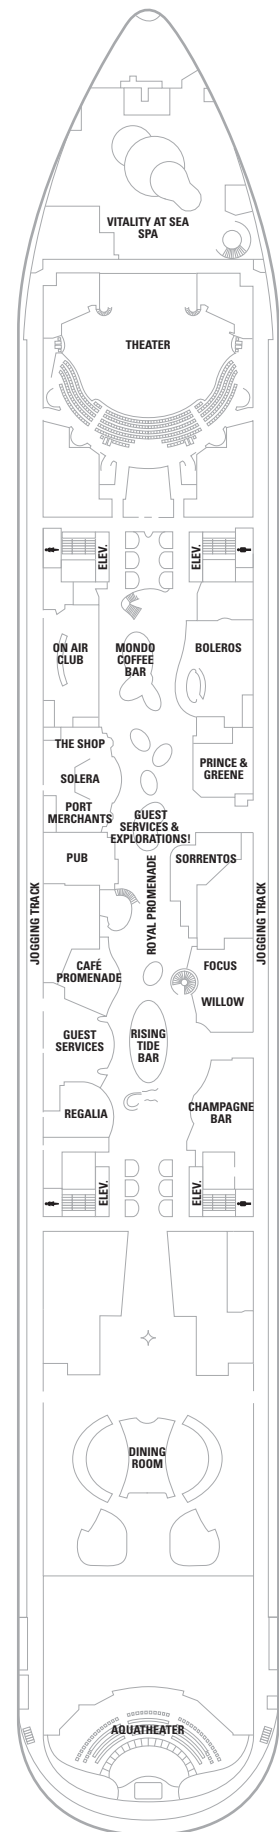 VITALITY AT SEA
SPA
THEATER
ELEV.
ELEV.
ON AIR
CLUB
MONDO
COFFEE
BAR
BOLEROS
THE SHOP
SOLERA
PORT
MERCHANTS
PRINCE &
GREENE
GUEST
SERVICES &
EXPLORATIONS!
PUB
SORRENTOS
ROYAL PROMENADE
JOGGING TRACK
JOGGING TRACK
CAFÉ
PROMENADE
FOCUS
WILLOW
GUEST
SERVICES
RISING
TIDE
BAR
REGALIA
CHAMPAGNE
BAR
ELEV.
ELEV.
DINING
ROOM
AQUATHEATER